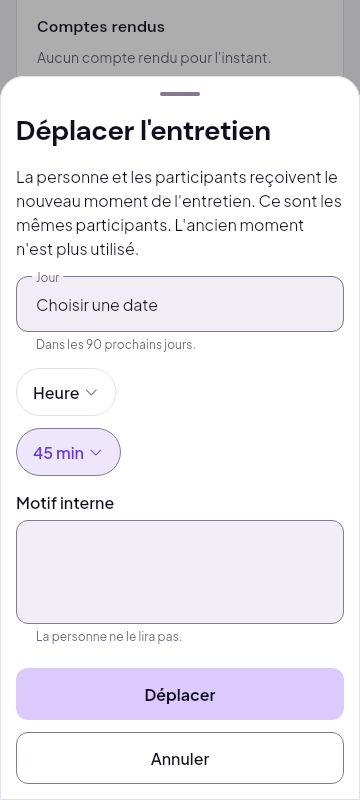 Comptes rendus
Aucun compte rendu pour l'instant.
Déplacer l'entretien
La personne et les participants reçoivent le
nouveau moment de l'entretien. Ce sont les
mêmes participants. L'ancien moment
n'est plus utilisé.
Jour
Choisir une date
Dans les 90 prochains jours.
Heure
45 min
Motif interne
La personne ne le lira pas.
Déplacer
Annuler